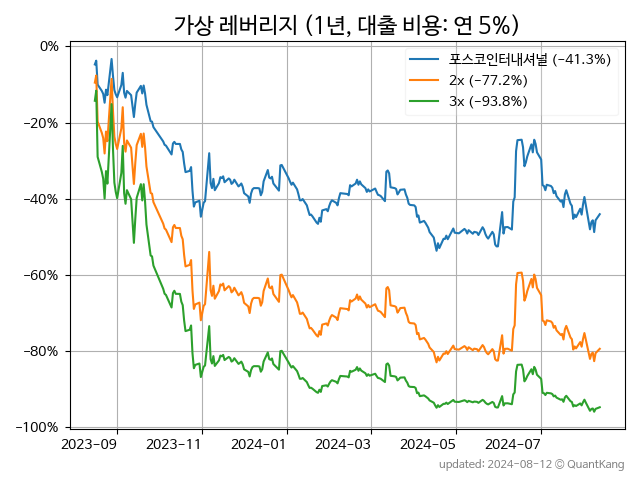 가상 레버리지 (1년, 대출 비용: 연 5%)
포스코인터내셔널 (−41.3%)
2x (−77.2%)
3x (−93.8%)
0%
−20%
−40%
−60%
−80%
−100%
2023-09 2023-11 2024-01 2024-03 2024-05 2024-07
updated: 2024-08-12 © QuantKang